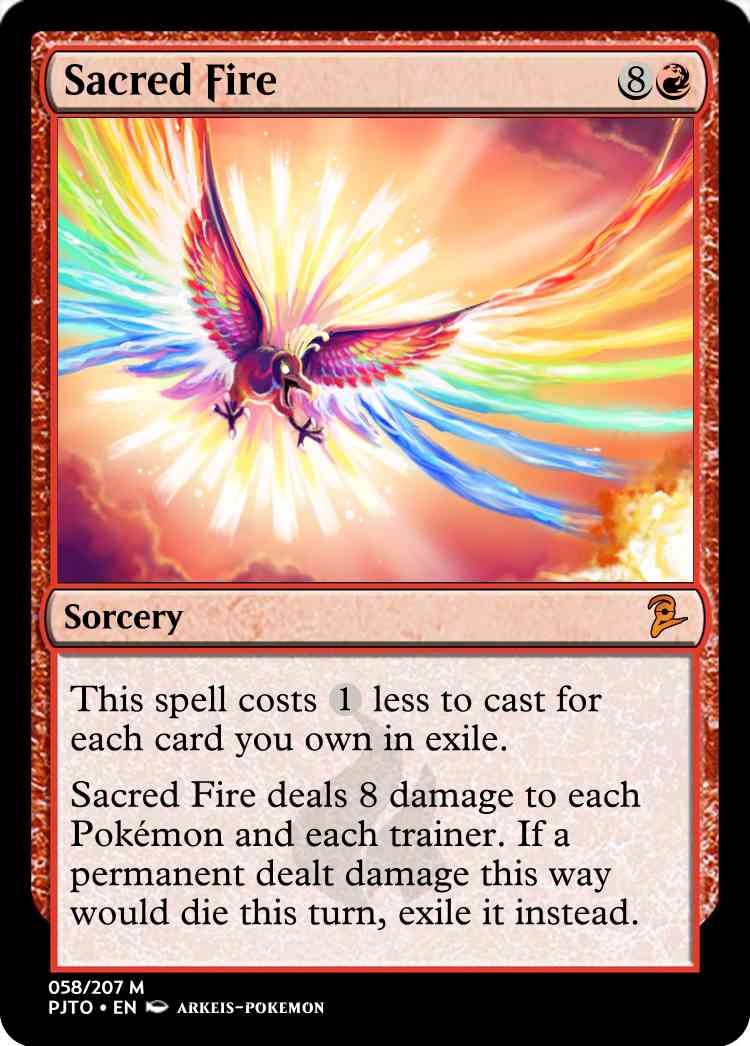 Sacred Fire 8
Sorcery
This spell costs 1 less to cast for
each card you own in exile.
Sacred Fire deals 8 damage to each
Pokémon and each trainer. If a
permanent dealt damage this way
would die this turn, exile it instead.
058/207 M
PJTO • EN ARKEIS-POKEMON